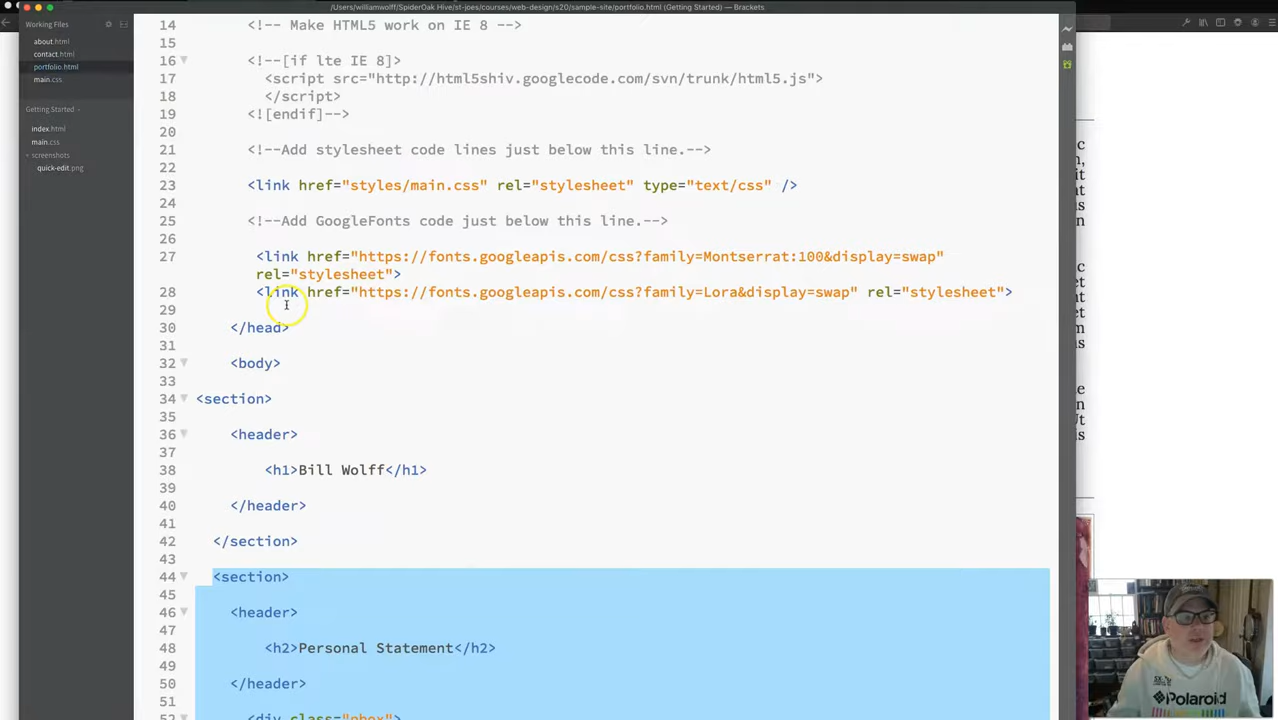 /Users/williamwolff/SpiderOak Hive/st-joes/courses/web-design/s20/sample-site/portfolio.html (Getting Started) — Brackets
Working Files
about.html
contact.html
portfolio.html
main.css
Getting Started
index.html
main.css
screenshots
quick-edit.png
14 <!-- Make HTML5 work on IE 8 -->
15
16 <!--[if lte IE 8]>
17 <script src="http://html5shiv.googlecode.com/svn/trunk/html5.js">
18 </script>
19 <![endif]-->
20
21 <!--Add stylesheet code lines just below this line.-->
22
23 <link href="styles/main.css" rel="stylesheet" type="text/css" />
24
25 <!--Add GoogleFonts code just below this line.-->
26
27 <link href="https://fonts.googleapis.com/css?family=Montserrat:100&display=swap"
rel="stylesheet">
28 <link href="https://fonts.googleapis.com/css?family=Lora&display=swap" rel="stylesheet">
29
30 </head>
31
32 <body>
33
34 <section>
35
36 <header>
37
38 <h1>Bill Wolff</h1>
39
40 </header>
41
42 </section>
43
44 <section>
45
46 <header>
47
48 <h2>Personal Statement</h2>
49
50 </header>
51
52 <div class="pbox">
Polaroid